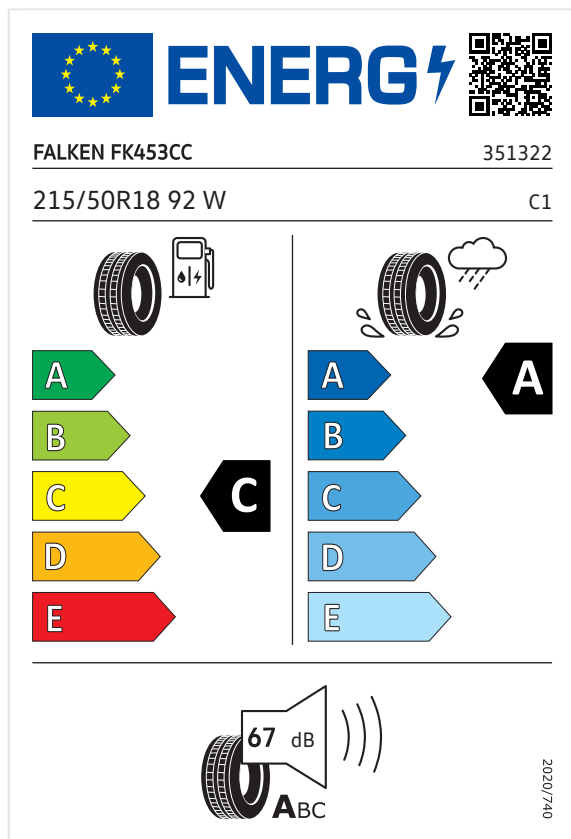 ENERG
FALKEN FK453CC 351322
215/50R18 92 W C1
A A A
B B
C C C
D D
E E
67 dB
ABC
2020/740